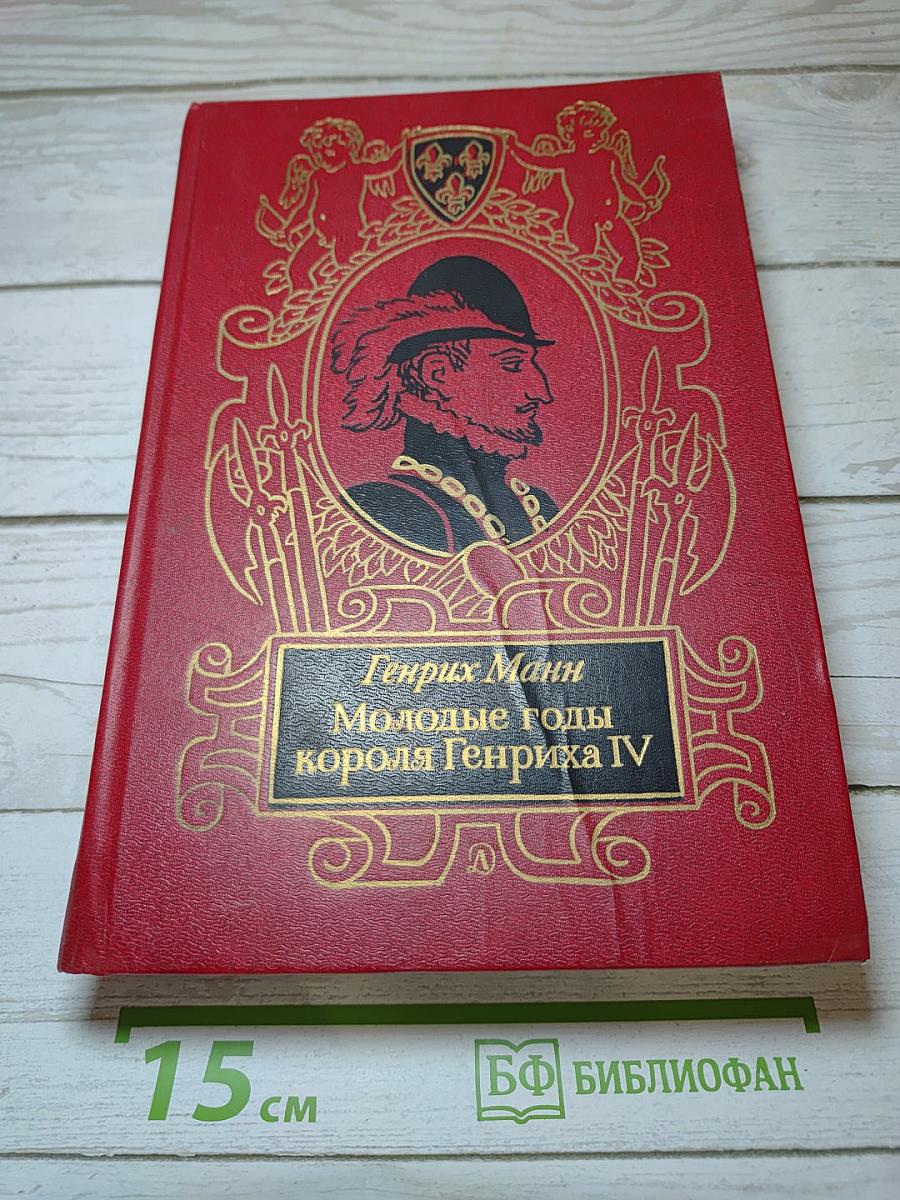 Генрих Манн
Молодые годы
короля Генриха IV
15 см
БФ БИБЛИОФАН